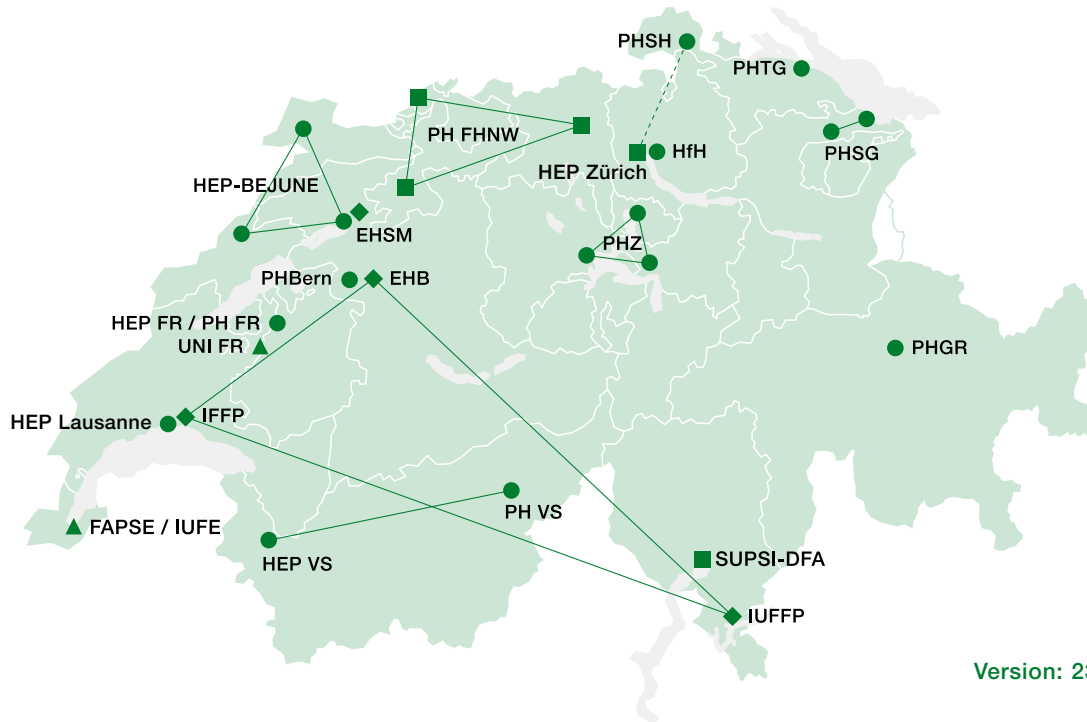 PHSH
PHTG
PH FHNW
PHSG
HfH
HEP Zürich
HEP-BEJUNE
EHSM
PHZ
PHBern
EHB
HEP FR / PH FR
UNI FR
PHGR
HEP Lausanne
IFFP
PH VS
FAPSE / IUFE
HEP VS
SUPSI-DFA
IUFFP
Version: 23